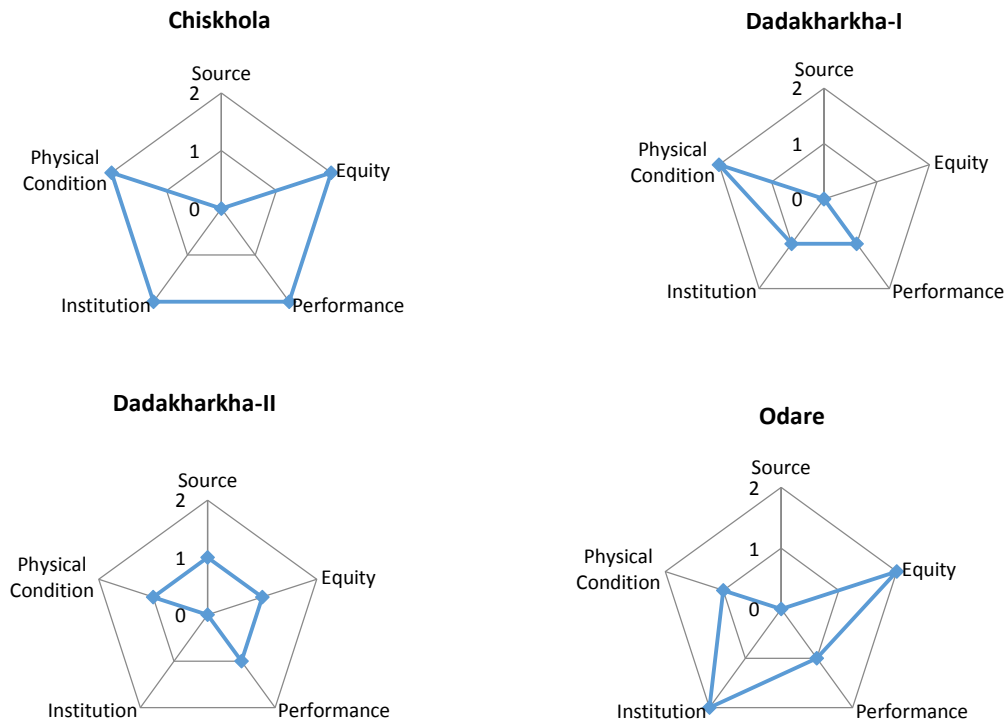 Chiskhola
Source
2
Physical
Condition
1
Equity
0
Institution
Performance
Dadakharkha-I
Source
2
Physical
Condition
1
Equity
0
Institution
Performance
Dadakharkha-II
Source
2
Physical
Condition
1
Equity
0
Institution
Performance
Odare
Source
2
Physical
Condition
1
Equity
0
Institution
Performance